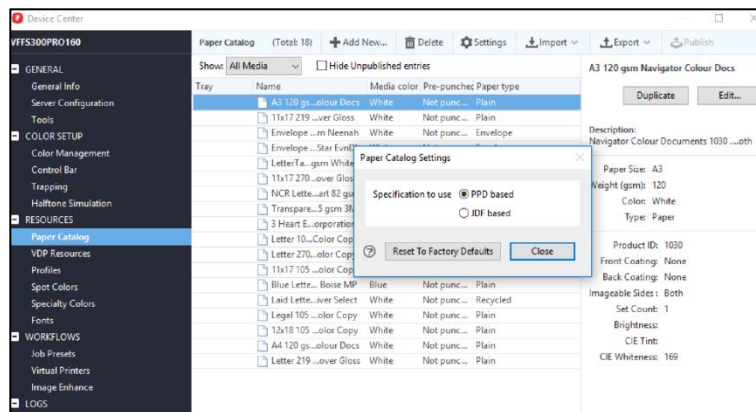 Device Center
VFFS300PRO160
GENERAL
General Info
Server Configuration
Tools
COLOR SETUP
Color Management
Control Bar
Trapping
Halftone Simulation
RESOURCES
Paper Catalog
VDP Resources
Profiles
Spot Colors
Specialty Colors
Fonts
WORKFLOWS
Job Presets
Virtual Printers
Image Enhance
LOGS
Paper Catalog (Total: 18) Add New... Delete Settings Import Export Publish
Show: All Media Hide Unpublished entries
Tray Name Media color Pre-punchec Paper type
A3 120 gs...olour Docs White Not punc... Plain
11x17 219 ...ver Gloss White Not punc... Plain
Envelope ...m Neenah White Not punc... Envelope
Envelope ...Star EvnD
LetterTa...gsm White
11x17 270...over Glos
NCR Lette...art 82 gs
Transpare...5 gsm 3M
3 Heart E...orporatio
Letter 10...Color Cop
Letter 270...olor Cop
11x17 105 ...olor Cop
Blue Lette... Boise MP Blue Not punc... Plain
Laid Lette...iver Select White Not punc... Recycled
Legal 105 ...olor Copy White Not punc... Plain
12x18 105 ...olor Copy White Not punc... Plain
A4 120 gs...olour Docs White Not punc... Plain
Letter 219 ...over Gloss White Not punc... Plain
Paper Catalog Settings
Specification to use PPD based
JDF based
Reset To Factory Defaults Close
A3 120 gsm Navigator Colour Docs
Duplicate Edit...
Description:
Navigator Colour Documents 1030 ....oth
Paper Size: A3
Weight (gsm): 120
Color: White
Type: Paper
Product ID: 1030
Front Coating: None
Back Coating: None
Imageable Sides: Both
Set Count: 1
Brightness:
CIE Tint:
CIE Whiteness: 169